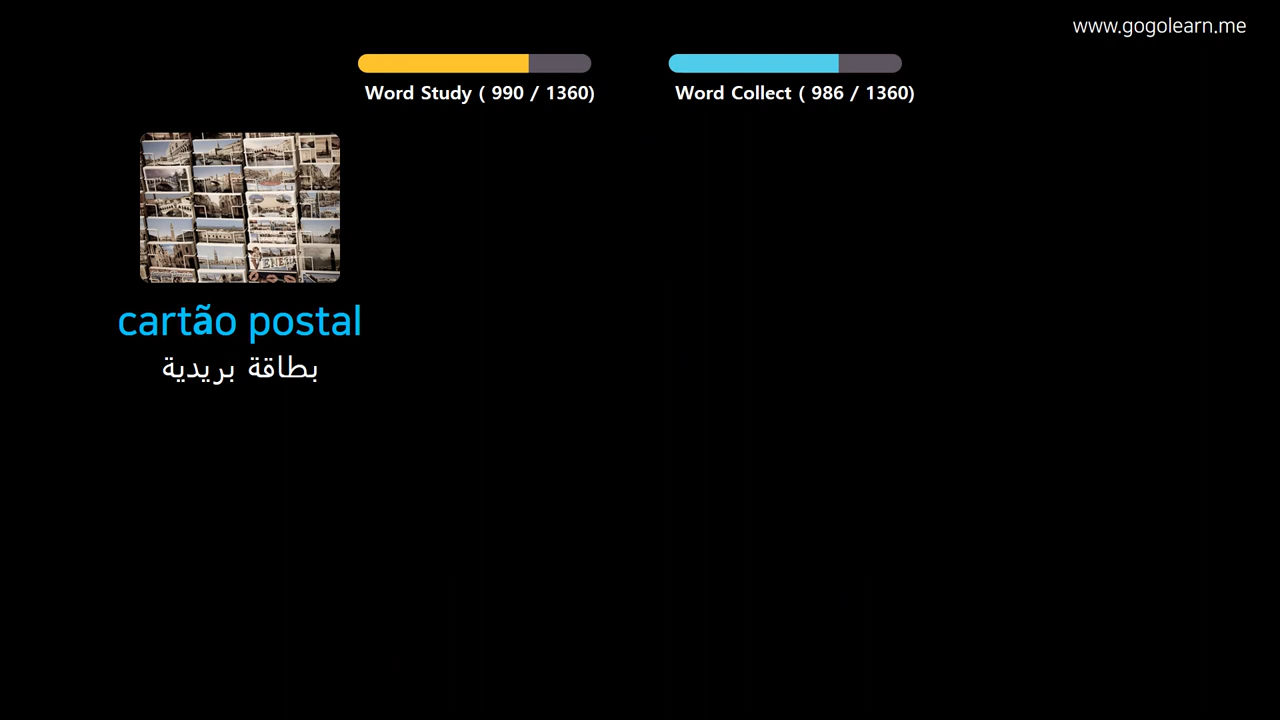 www.gogolearn.me
Word Study ( 990 / 1360)
Word Collect ( 986 / 1360)
cartão postal
بطاقة بريدية